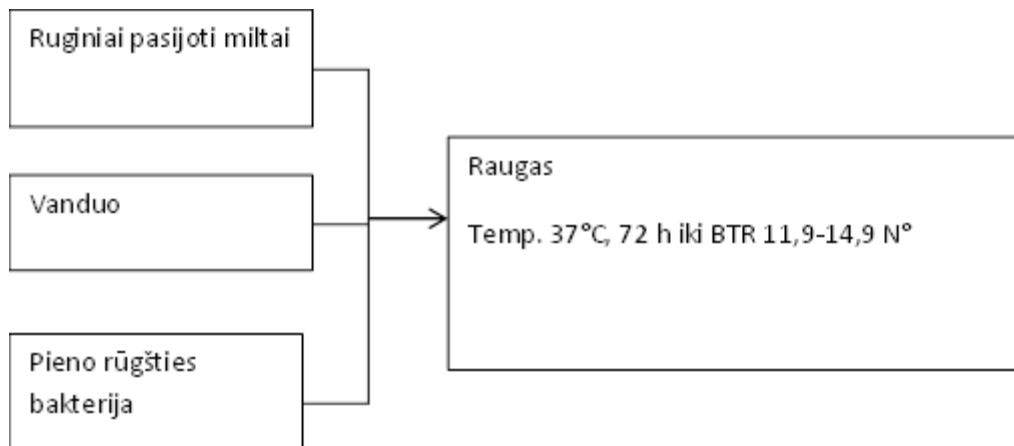 Ruginiai pasijoti miltai
Vanduo
Pieno rūgšties
bakterija
Raugas
Temp. 37°C, 72 h iki BTR 11,9-14,9 N°